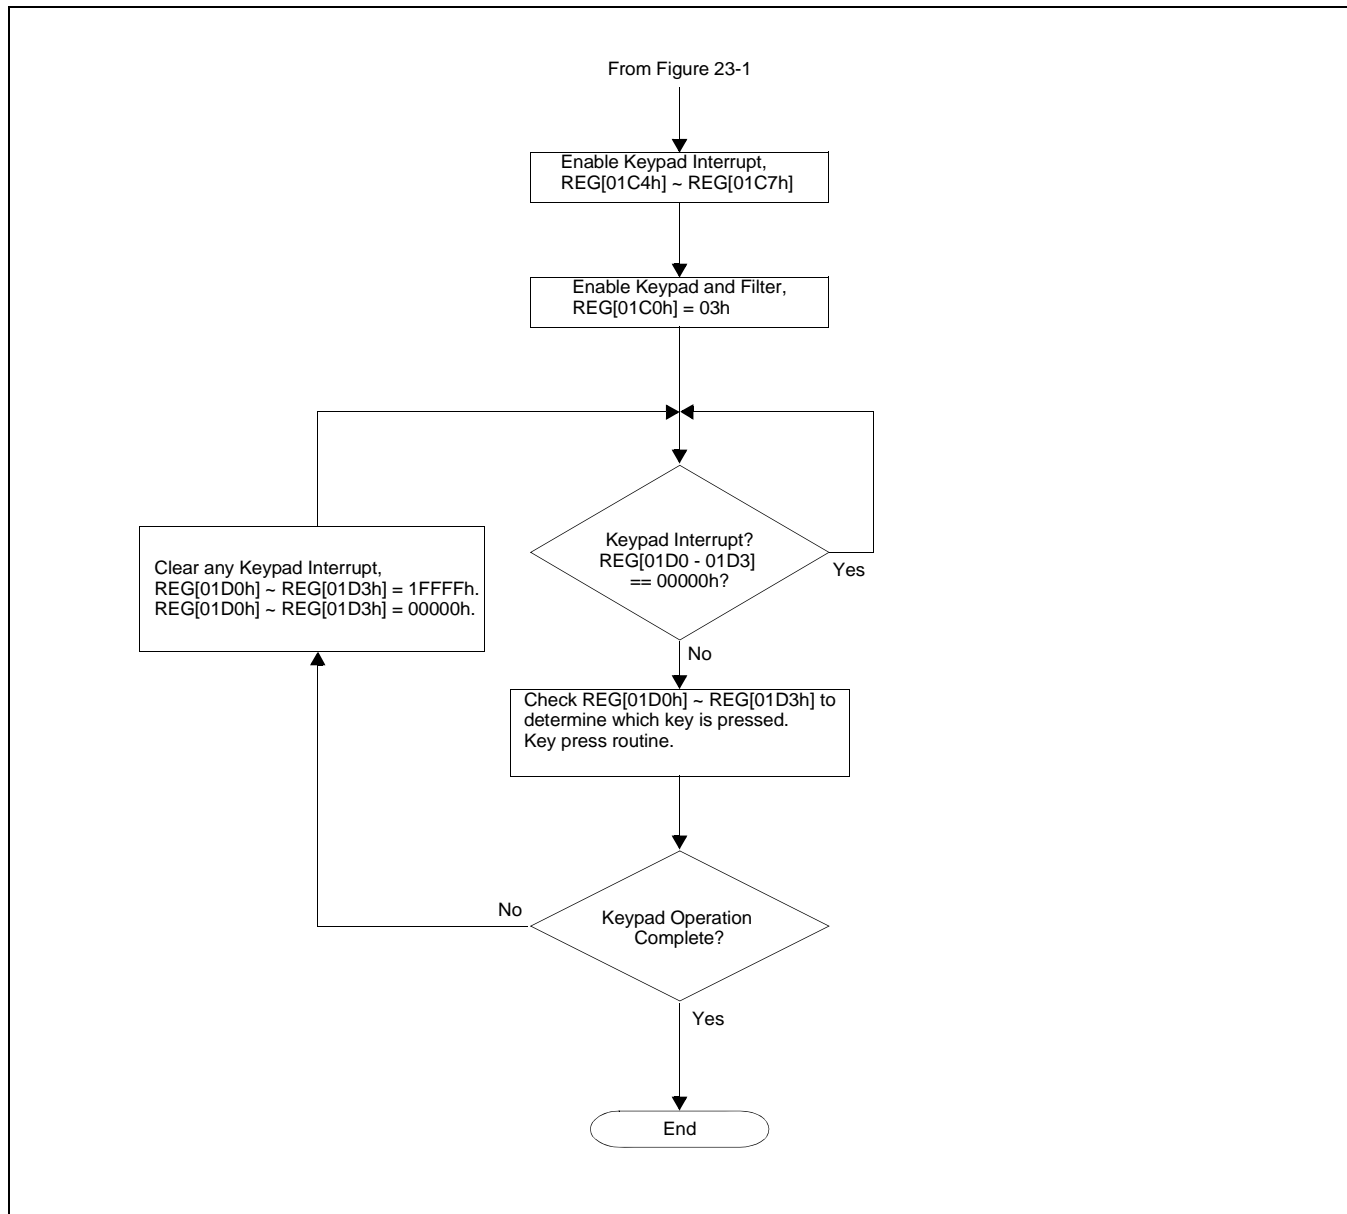 From Figure 23-1
Enable Keypad Interrupt,
REG[01C4h] ~ REG[01C7h]
Enable Keypad and Filter,
REG[01C0h] = 03h
Keypad Interrupt?
REG[01D0 - 01D3]
== 00000h?
Yes
Clear any Keypad Interrupt,
REG[01D0h] ~ REG[01D3h] = 1FFFFh.
REG[01D0h] ~ REG[01D3h] = 00000h.
No
Check REG[01D0h] ~ REG[01D3h] to
determine which key is pressed.
Key press routine.
No
Keypad Operation
Complete?
Yes
End